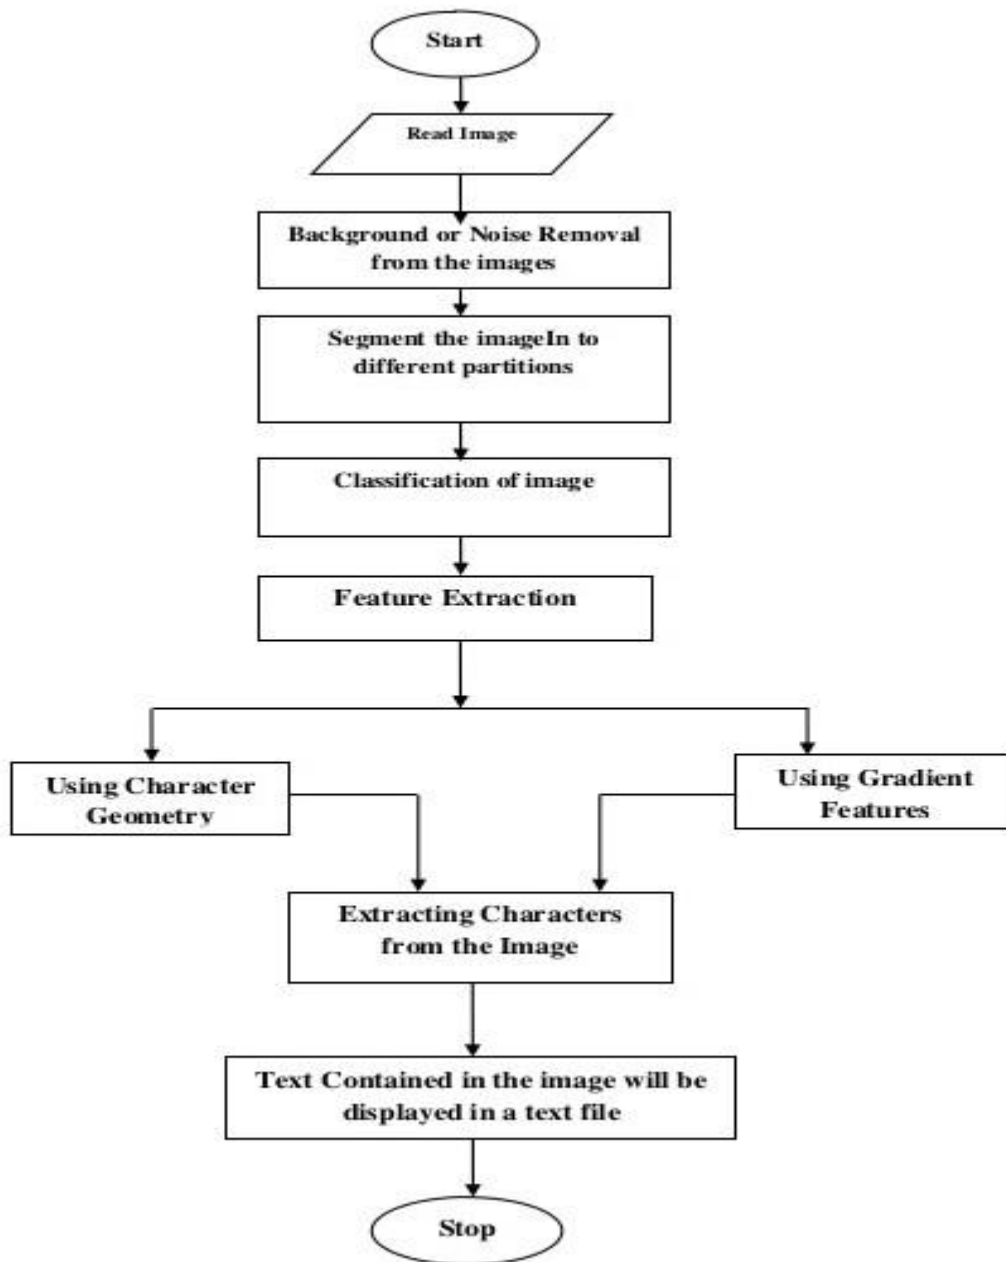 Start
Read Image
Background or Noise Removal
from the images
Segment the imageIn to
different partitions
Classification of image
Feature Extraction
Using Character
Geometry
Using Gradient
Features
Extracting Characters
from the Image
Text Contained in the image will be
displayed in a text file
Stop